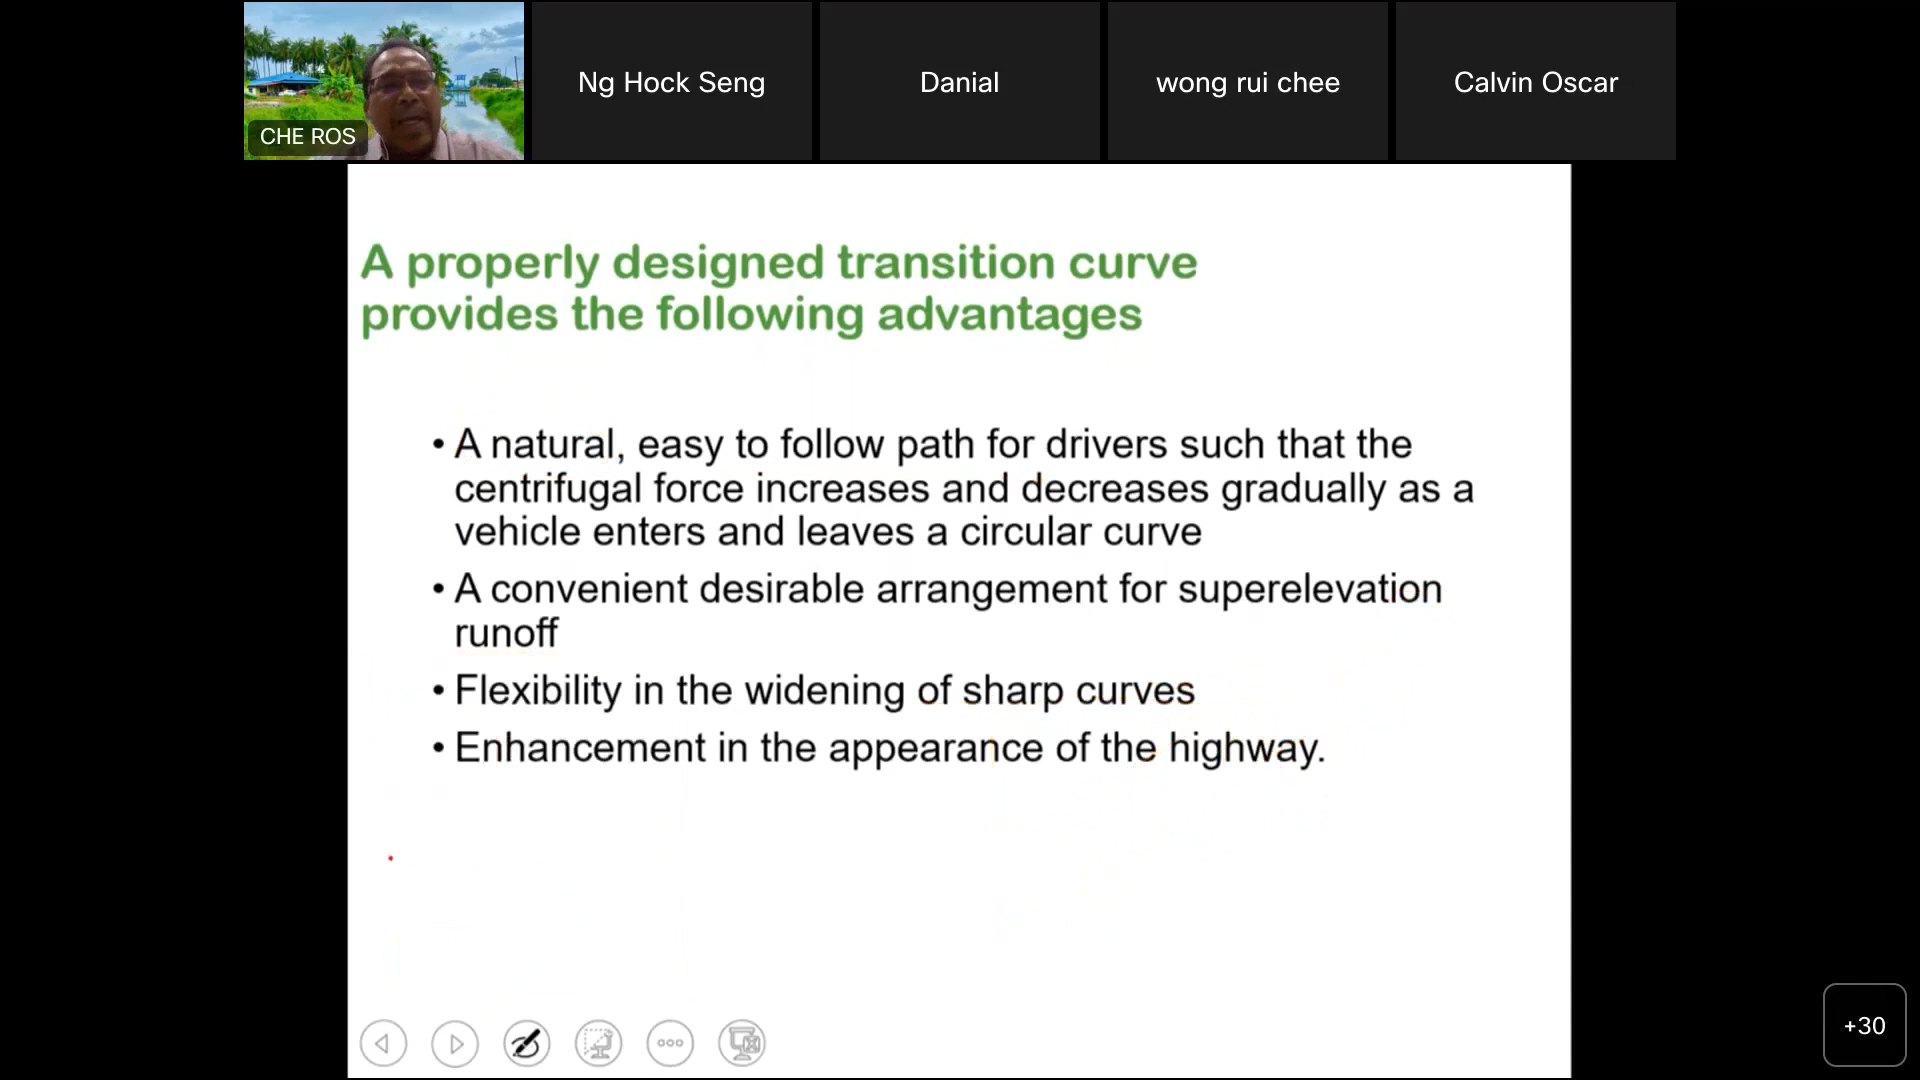 CHE ROS
Ng Hock Seng
Danial
wong rui chee
Calvin Oscar
A properly designed transition curve
provides the following advantages
• A natural, easy to follow path for drivers such that the
centrifugal force increases and decreases gradually as a
vehicle enters and leaves a circular curve
• A convenient desirable arrangement for superelevation
runoff
• Flexibility in the widening of sharp curves
• Enhancement in the appearance of the highway.
+30